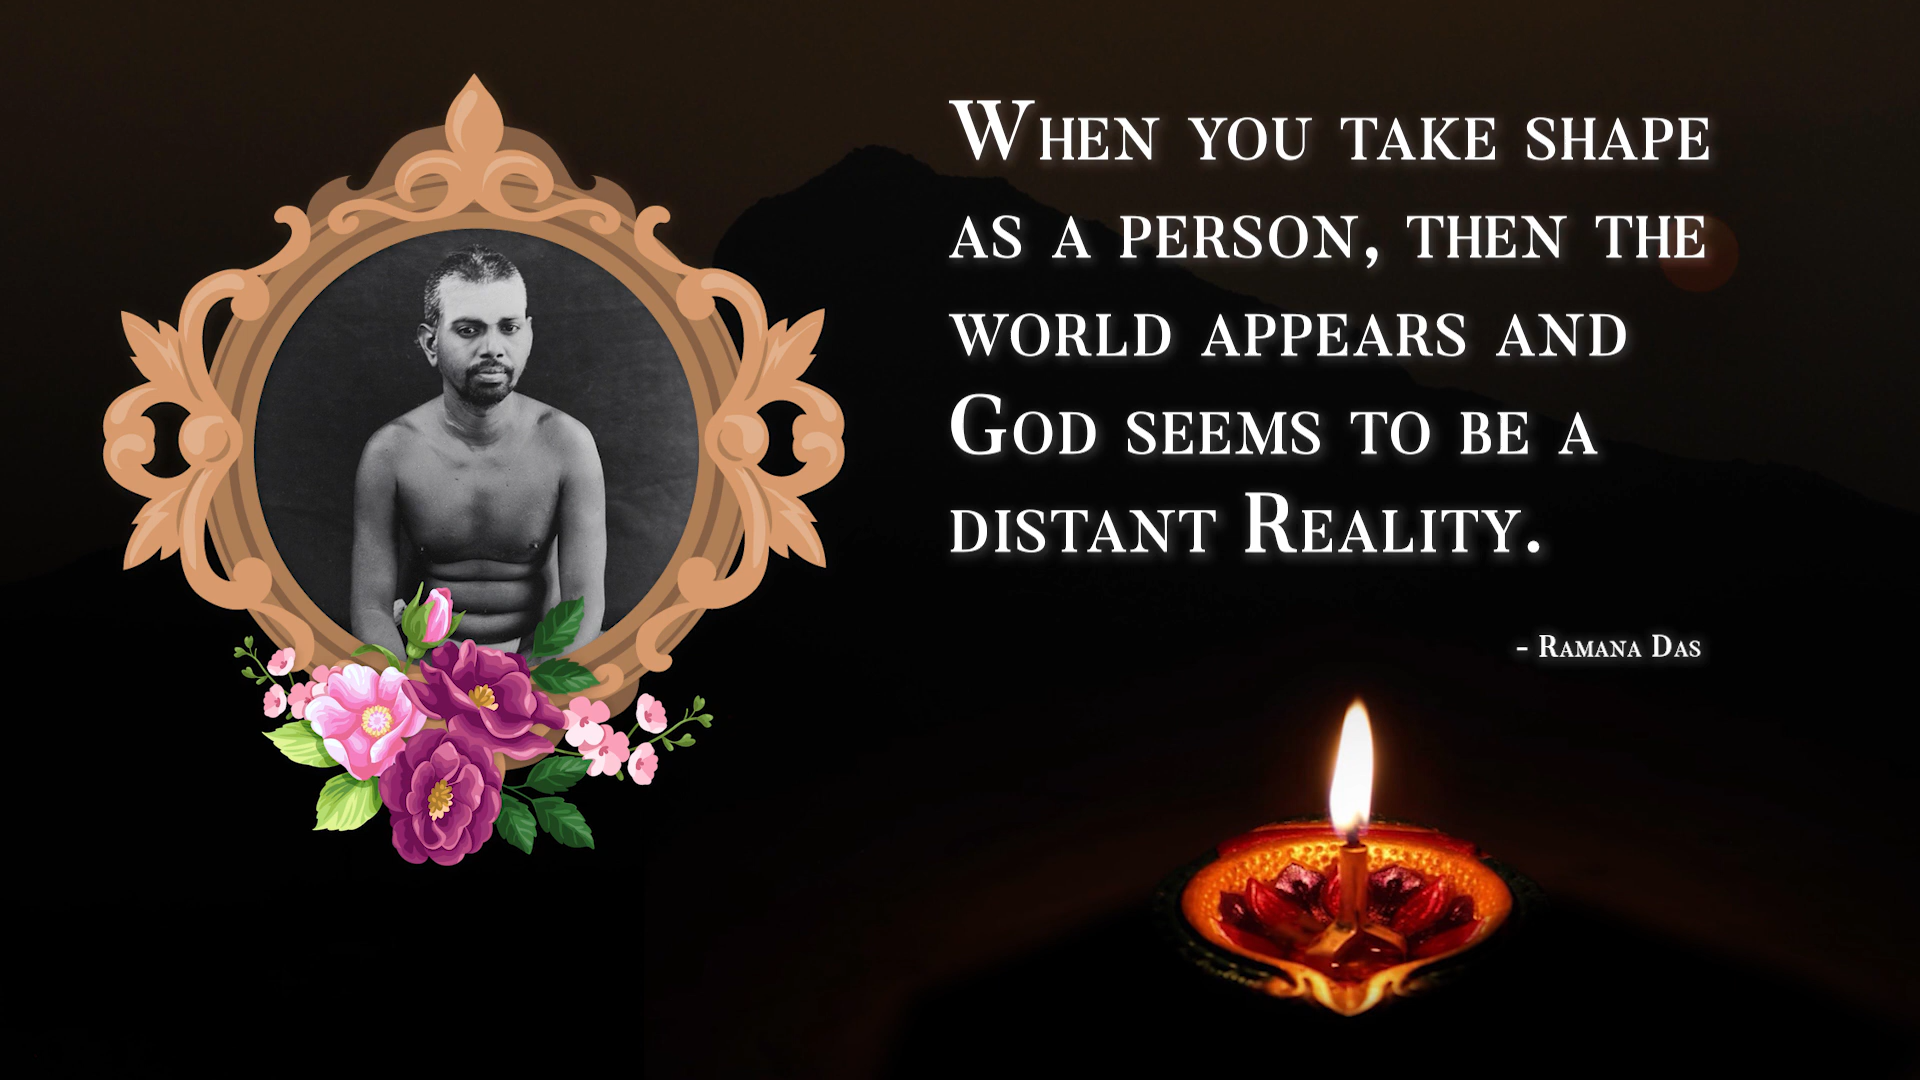 When you take shape
as a person, then the
world appears and
God seems to be a
distant Reality.
- Ramana Das